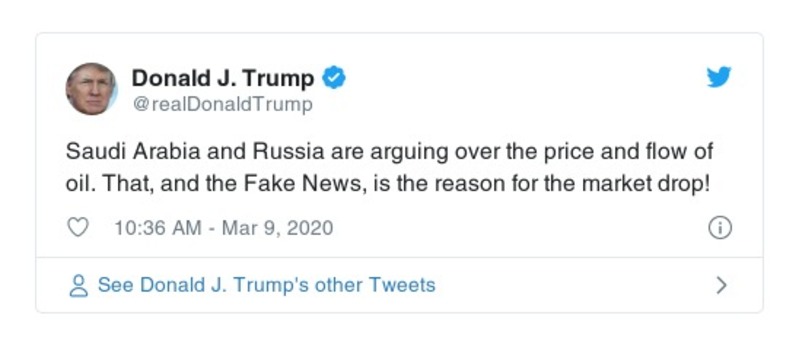 Donald J. Trump
@realDonaldTrump
Saudi Arabia and Russia are arguing over the price and flow of
oil. That, and the Fake News, is the reason for the market drop!
10:36 AM - Mar 9, 2020
See Donald J. Trump's other Tweets